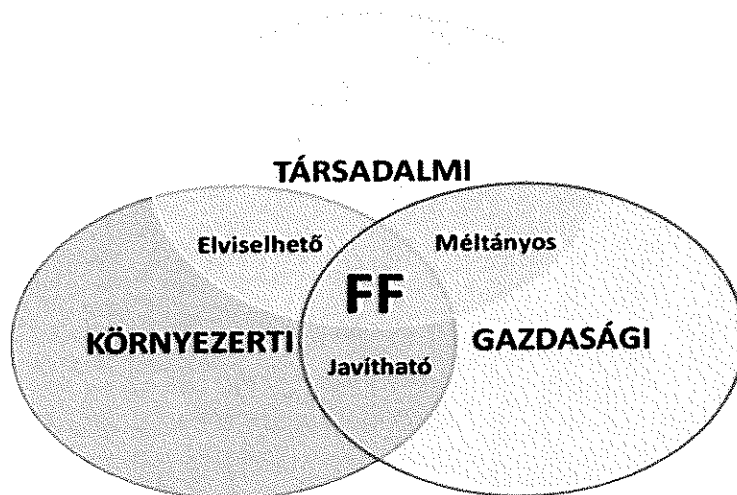 TÁRSADALMI
Elviselhető
Méltányos
FF
KÖRNYEZERTI
GAZDASÁGI
Javítható